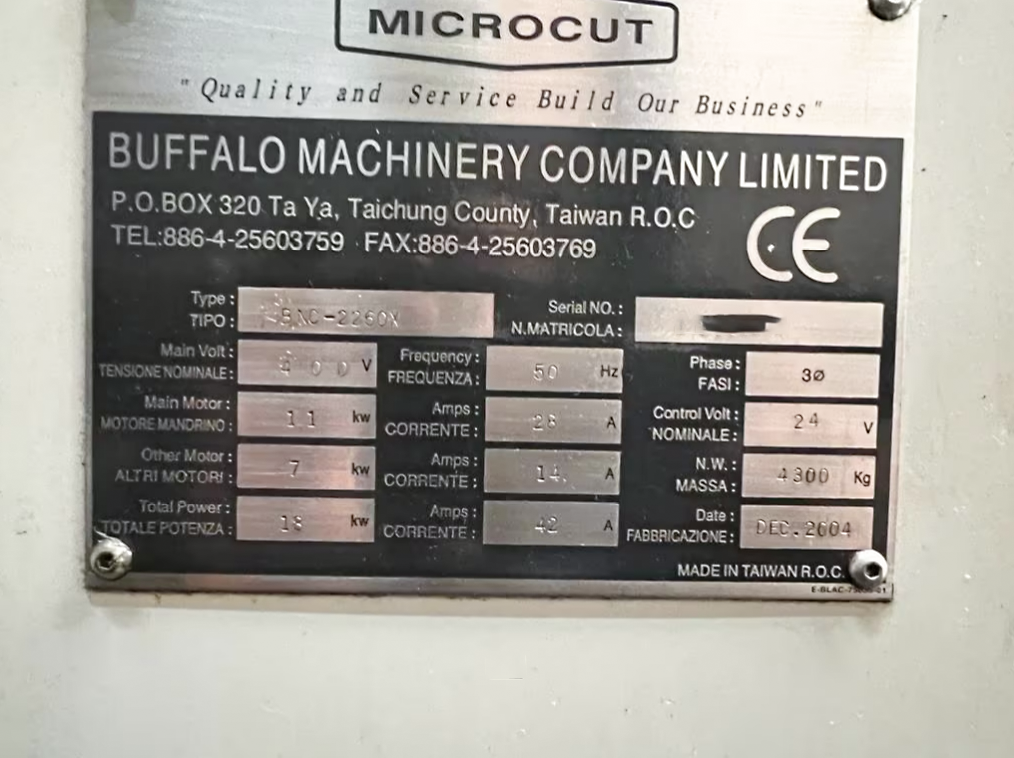 MICROCUT
"Quality and Service Build Our Business"
BUFFALO MACHINERY COMPANY LIMITED
P.O.BOX 320 Ta Ya, Taichung County, Taiwan R.O.C
TEL:886-4-25603759 FAX:886-4-25603769
CE
Type: Serial NO.:
TIPO: N.MATRICOLA:
Main Volt: 400 V Frequency: 50 Hz Phase: 3ø
TENSIONE NOMINALE: FREQUENZA: FASI:
Main Motor: 11 kw Amps: 28 A Control Volt: 24 V
MOTORE MANDRINO: CORRENTE: NOMINALE:
Other Motor: 7 kw Amps: 14 A N.W.: 4300 Kg
ALTRI MOTORI: CORRENTE: MASSA:
Total Power: 18 kw Amps: 42 A Date: DEC.2004
TOTALE POTENZA: CORRENTE: FABBRICAZIONE:
MADE IN TAIWAN R.O.C.